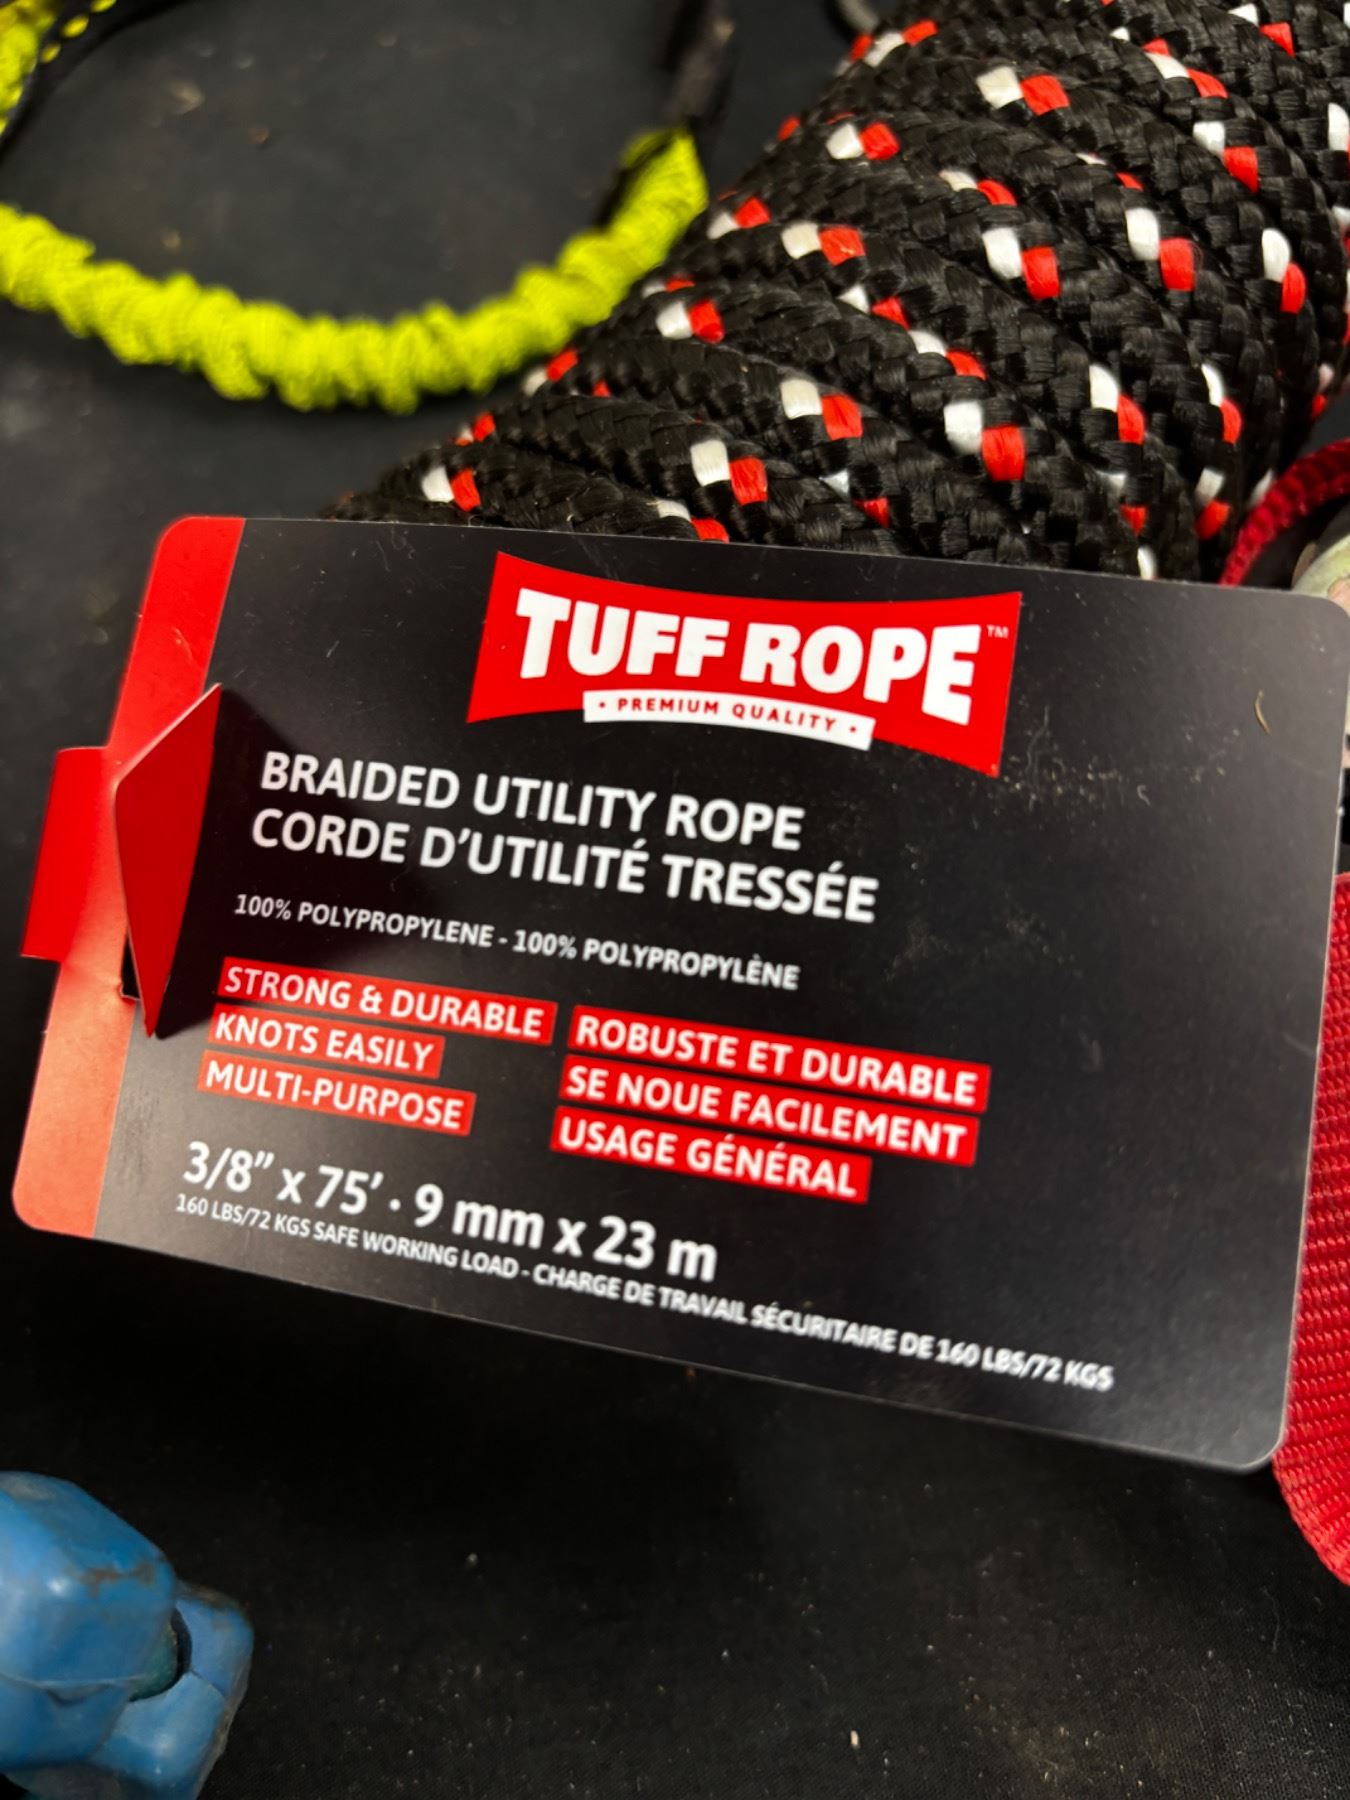 TUFF ROPE™
• PREMIUM QUALITY •
BRAIDED UTILITY ROPE
CORDE D'UTILITÉ TRESSÉE
100% POLYPROPYLENE - 100% POLYPROPYLÈNE
STRONG & DURABLE
KNOTS EASILY
MULTI-PURPOSE
ROBUSTE ET DURABLE
SE NOUE FACILEMENT
USAGE GÉNÉRAL
3/8" x 75' • 9 mm x 23 m
160 LBS/72 KGS SAFE WORKING LOAD - CHARGE DE TRAVAIL SÉCURITAIRE DE 160 LBS/72 KGS